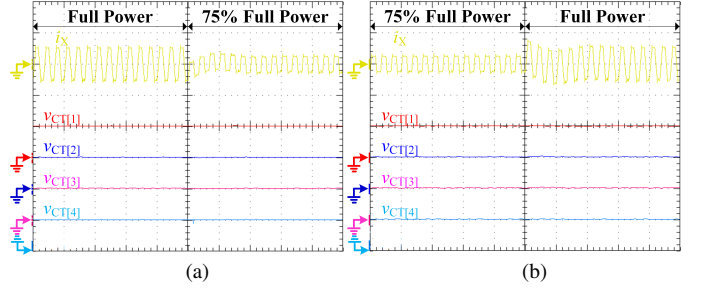 Full Power 75% Full Power
iX
vCT[1]
vCT[2]
vCT[3]
vCT[4]
(a)
75% Full Power Full Power
iX
vCT[1]
vCT[2]
vCT[3]
vCT[4]
(b)